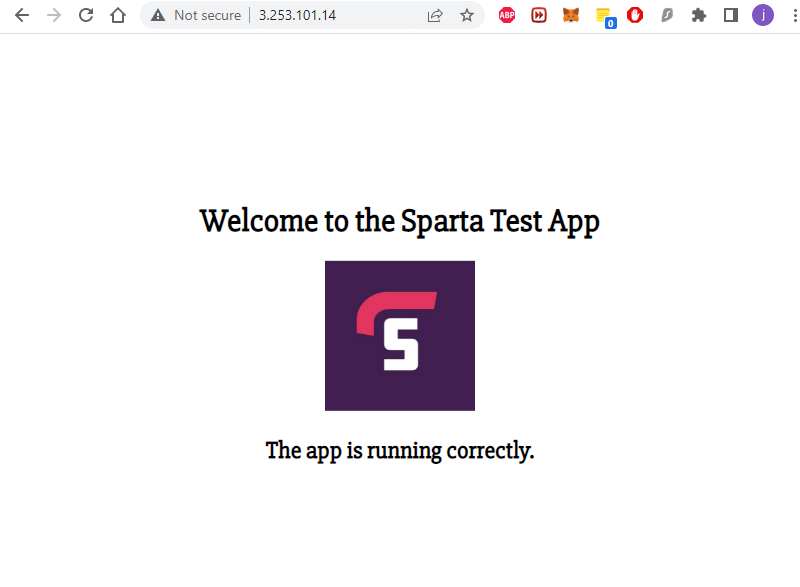 Not secure 3.253.101.14
ABP
0
j
Welcome to the Sparta Test App
S
The app is running correctly.